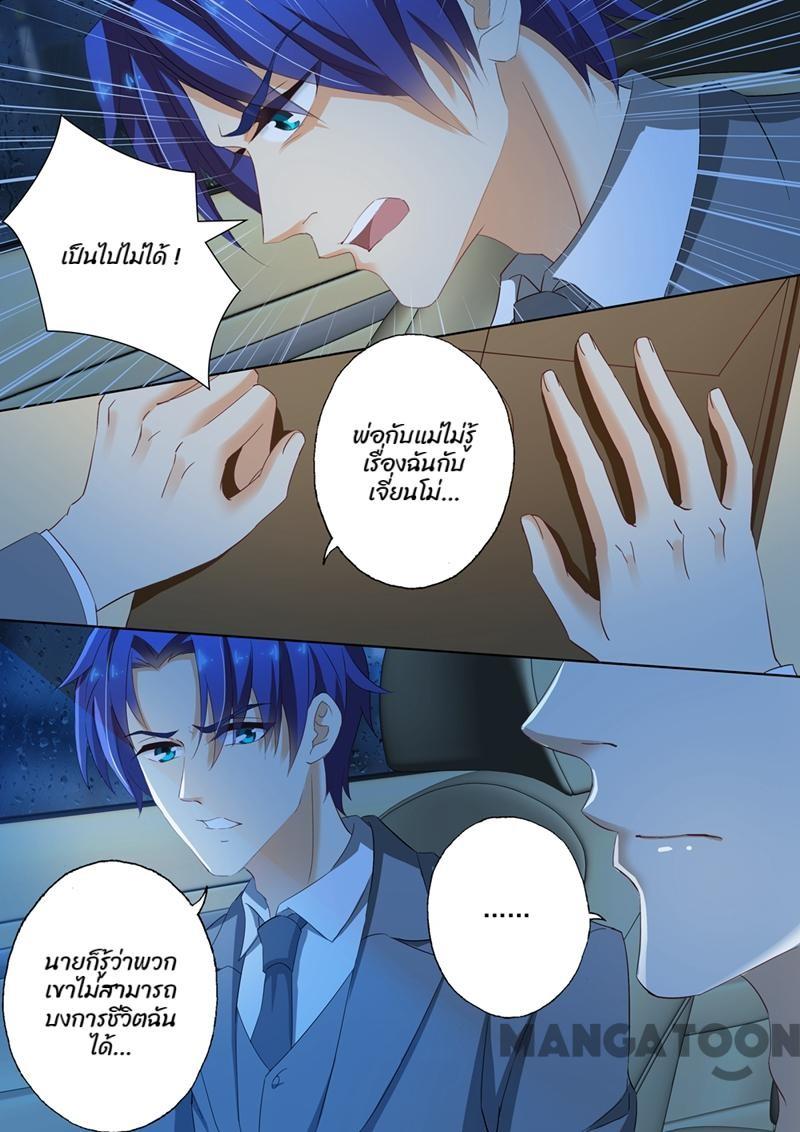 เป็นไปไม่ได้ !
พ่อกับแม่ไม่รู้
เรื่องฉันกับ
เจี่ยนโม่...
......
นายก็รู้ว่าพวก
เขาไม่สามารถ
บงการชีวิตฉัน
ได้...
MANGATOON